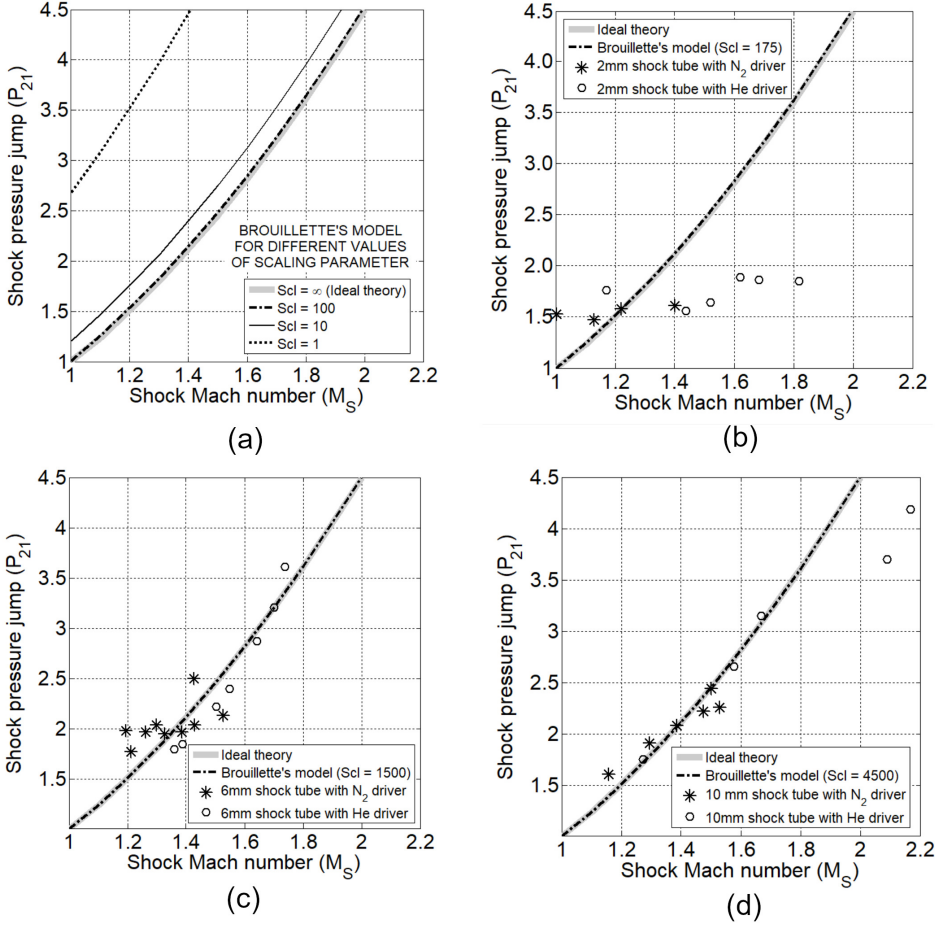 4.5
4
3.5
3
2.5
2
1.5
1
Shock pressure jump (P21)
BROUILLETTE'S MODEL
FOR DIFFERENT VALUES
OF SCALING PARAMETER
Scl = ∞ (Ideal theory)
Scl = 100
Scl = 10
Scl = 1
1 1.2 1.4 1.6 1.8 2 2.2
Shock Mach number (MS)
(a)
4.5
4.0
3.5
3.0
2.5
2.0
1.5
1
Shock pressure jump (P21)
Ideal theory
Brouillette's model (Scl = 175)
2mm shock tube with N2 driver
2mm shock tube with He driver
1 1.2 1.4 1.6 1.8 2 2.2
Shock Mach number (MS)
(b)
4.5
4
3.5
3
2.5
2
1.5
Shock pressure jump (P21)
Ideal theory
Brouillette's model (Scl = 1500)
6mm shock tube with N2 driver
6mm shock tube with He driver
1 1.2 1.4 1.6 1.8 2 2.2
Shock Mach number (MS)
(c)
4.5
4
3.5
3
2.5
2
1.5
Shock pressure jump (P21)
Ideal theory
Brouillette's model (Scl = 4500)
10 mm shock tube with N2 driver
10mm shock tube with He driver
1 1.2 1.4 1.6 1.8 2 2.2
Shock Mach number (MS)
(d)